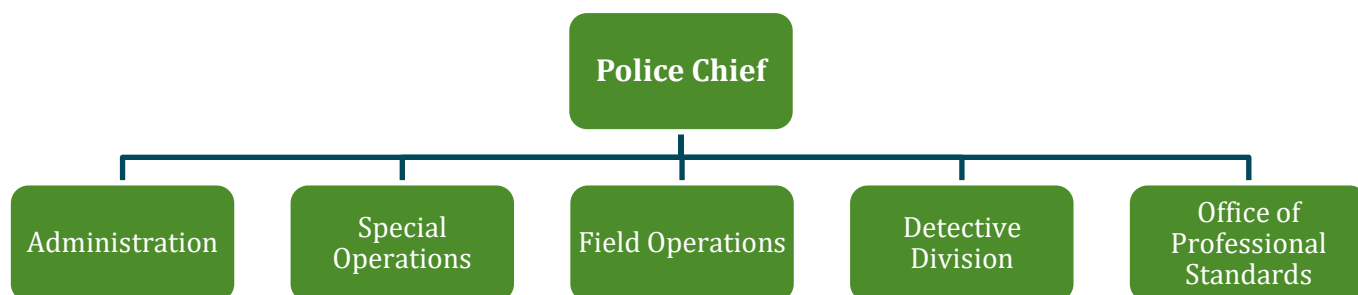 Police Chief
Administration
Special
Operations
Field Operations
Detective
Division
Office of
Professional
Standards